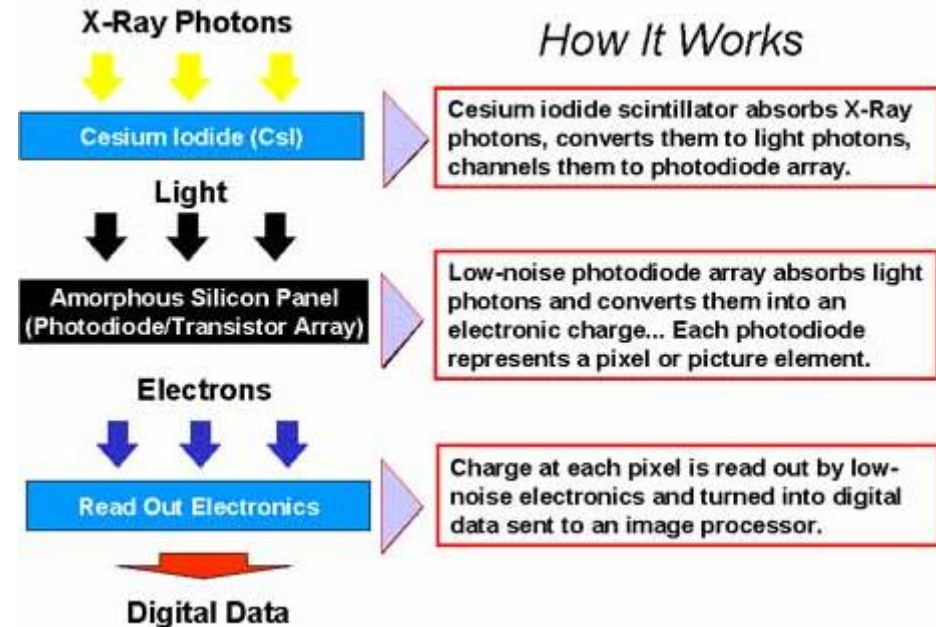 X-Ray Photons
How It Works
Cesium Iodide (CsI)
Cesium iodide scintillator absorbs X-Ray
photons, converts them to light photons,
channels them to photodiode array.
Light
Amorphous Silicon Panel
(Photodiode/Transistor Array)
Low-noise photodiode array absorbs light
photons and converts them into an
electronic charge... Each photodiode
represents a pixel or picture element.
Electrons
Read Out Electronics
Charge at each pixel is read out by low-
noise electronics and turned into digital
data sent to an image processor.
Digital Data